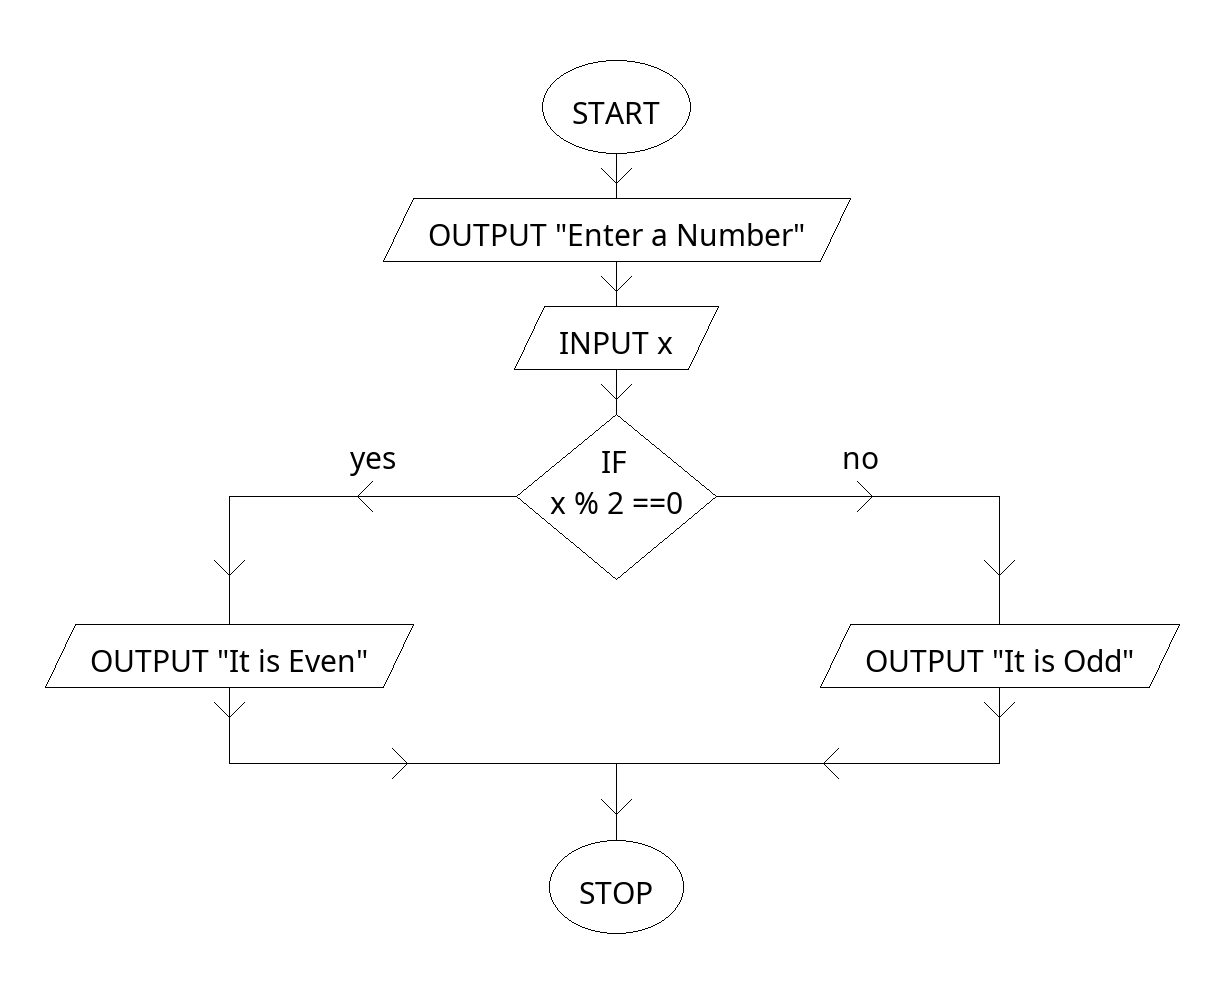 START
OUTPUT "Enter a Number"
INPUT x
yes
IF
no
x % 2 ==0
OUTPUT "It is Even"
OUTPUT "It is Odd"
STOP